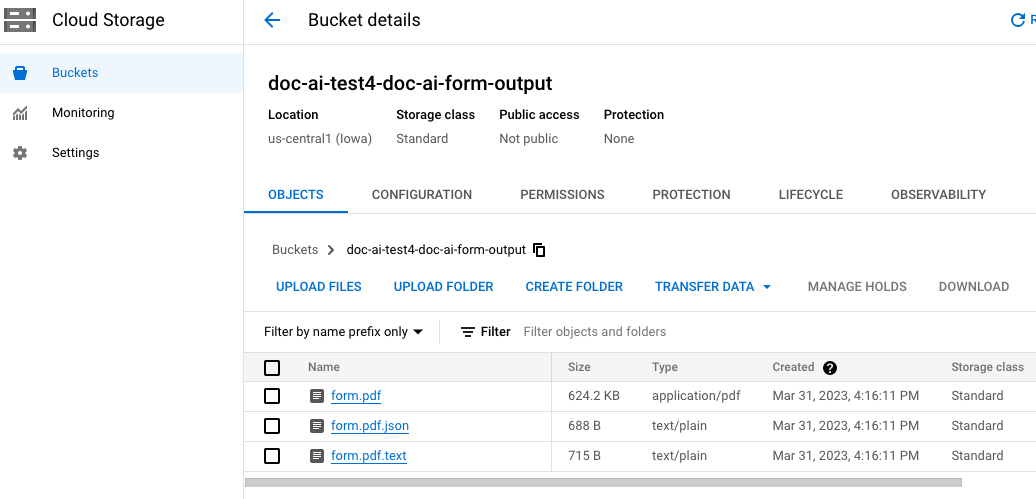 Cloud Storage
Bucket details
R
Buckets
Monitoring
Settings
doc-ai-test4-doc-ai-form-output
Location Storage class Public access Protection
us-central1 (Iowa) Standard Not public None
OBJECTS CONFIGURATION PERMISSIONS PROTECTION LIFECYCLE OBSERVABILITY
Buckets > doc-ai-test4-doc-ai-form-output
UPLOAD FILES UPLOAD FOLDER CREATE FOLDER TRANSFER DATA MANAGE HOLDS DOWNLOAD
Filter by name prefix only Filter Filter objects and folders
Name Size Type Created ? Storage class
form.pdf 624.2 KB application/pdf Mar 31, 2023, 4:16:11 PM Standard
form.pdf.json 688 B text/plain Mar 31, 2023, 4:16:11 PM Standard
form.pdf.text 715 B text/plain Mar 31, 2023, 4:16:11 PM Standard